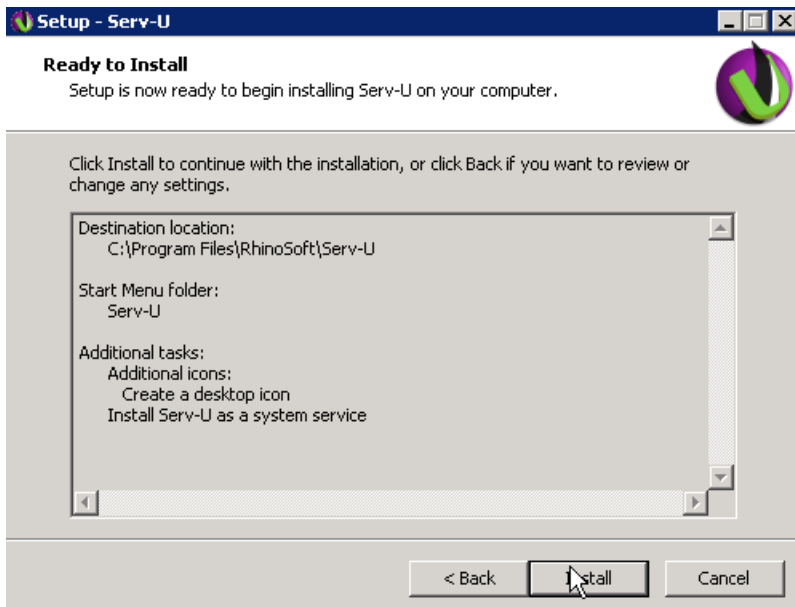 Setup - Serv-U
Ready to Install
Setup is now ready to begin installing Serv-U on your computer.
Click Install to continue with the installation, or click Back if you want to review or
change any settings.
Destination location:
C:\Program Files\RhinoSoft\Serv-U
Start Menu folder:
Serv-U
Additional tasks:
Additional icons:
Create a desktop icon
Install Serv-U as a system service
< Back
Install
Cancel